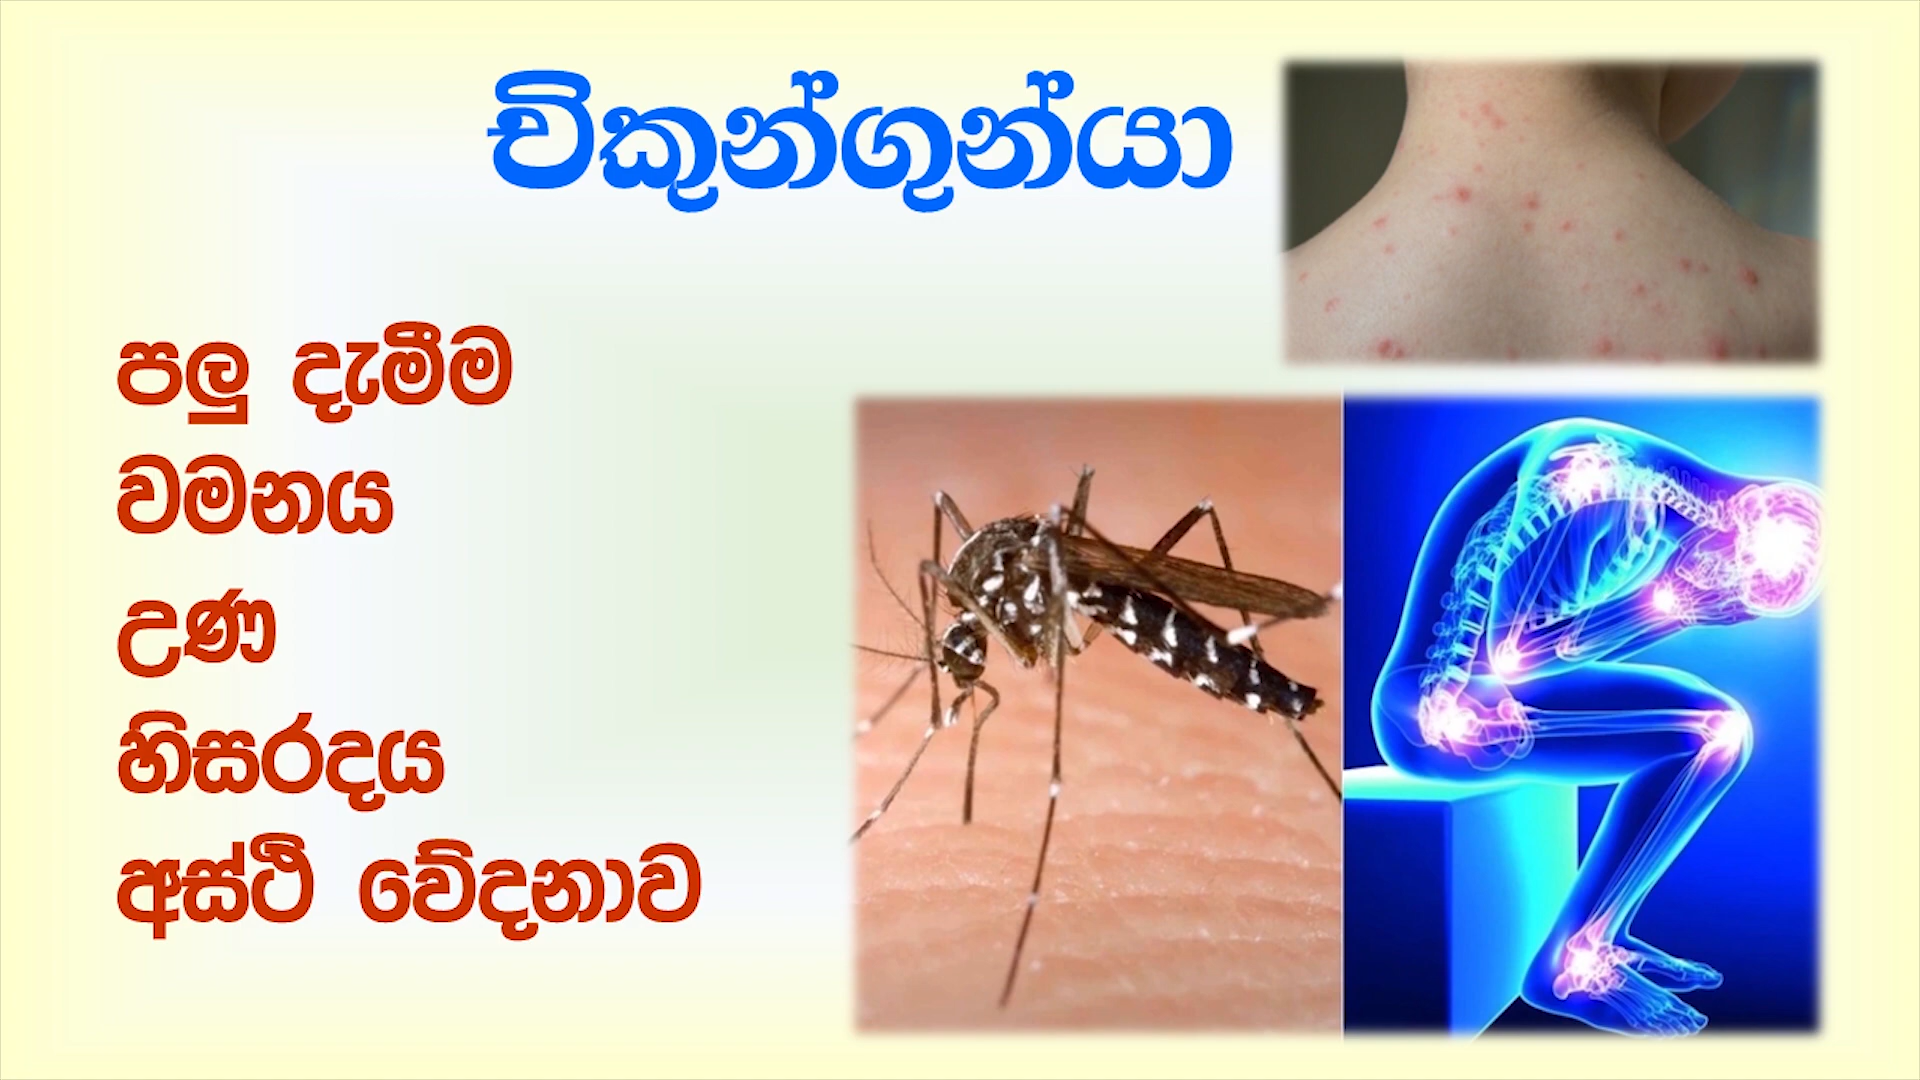 චිකුන්ගුන්යා
පලු දැමීම
වමනය
උණ
හිසරදය
අස්ථි වේදනාව